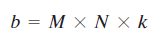 b = M × N × k